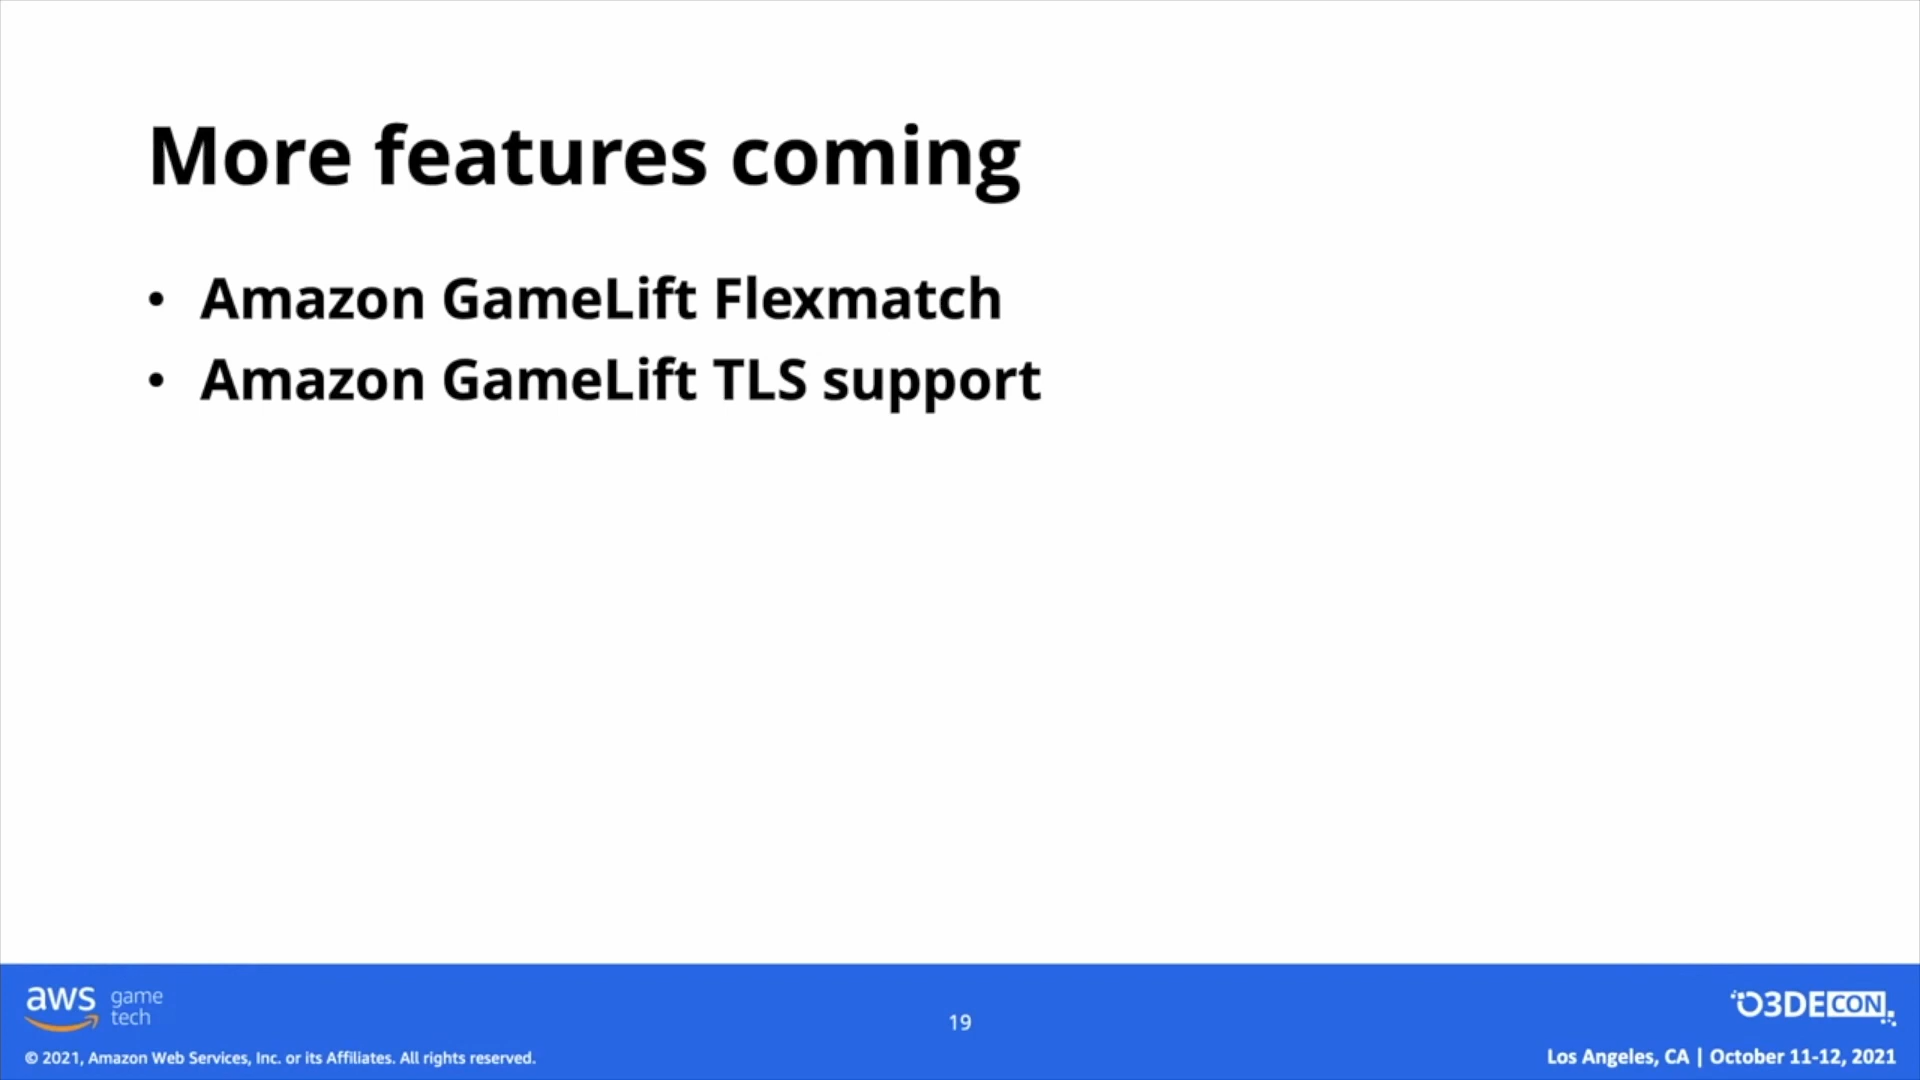 More features coming
• Amazon GameLift Flexmatch
• Amazon GameLift TLS support
aws game tech
19
O3DECON
© 2021, Amazon Web Services, Inc. or its Affiliates. All rights reserved.
Los Angeles, CA | October 11-12, 2021